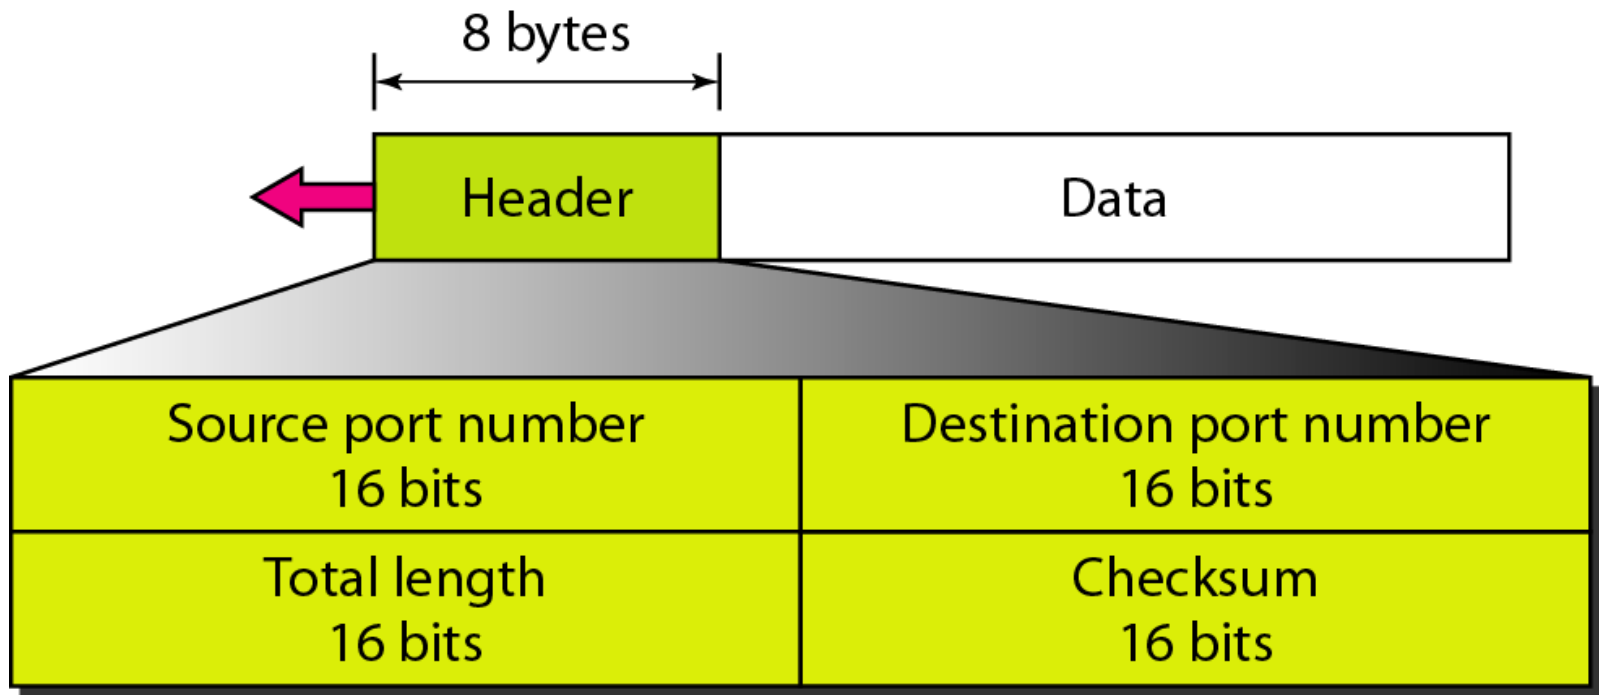 8 bytes
Header
Data
Source port number
16 bits
Destination port number
16 bits
Total length
16 bits
Checksum
16 bits